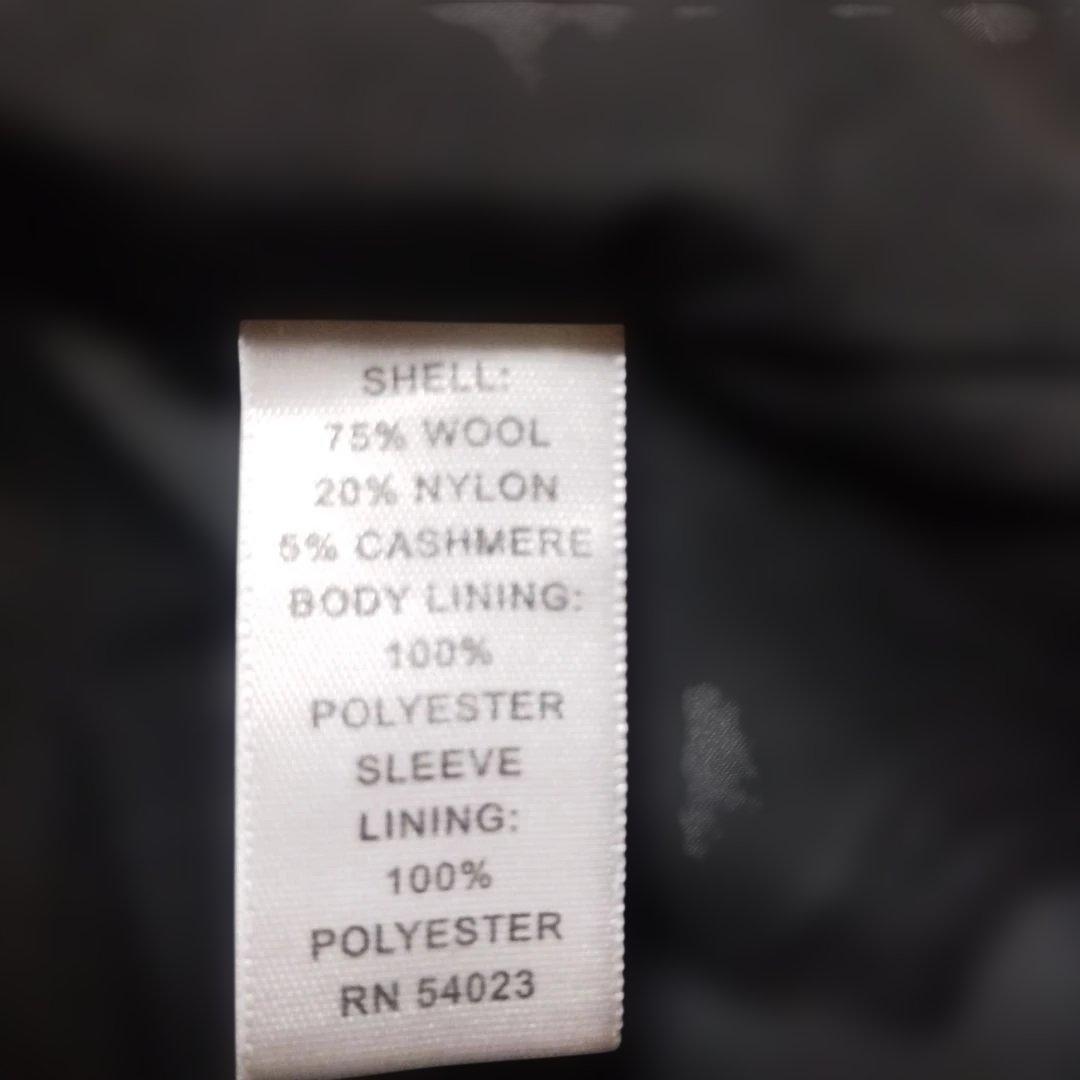 SHELL:
75% WOOL
20% NYLON
5% CASHMERE
BODY LINING:
100%
POLYESTER
SLEEVE
LINING:
100%
POLYESTER
RN 54023